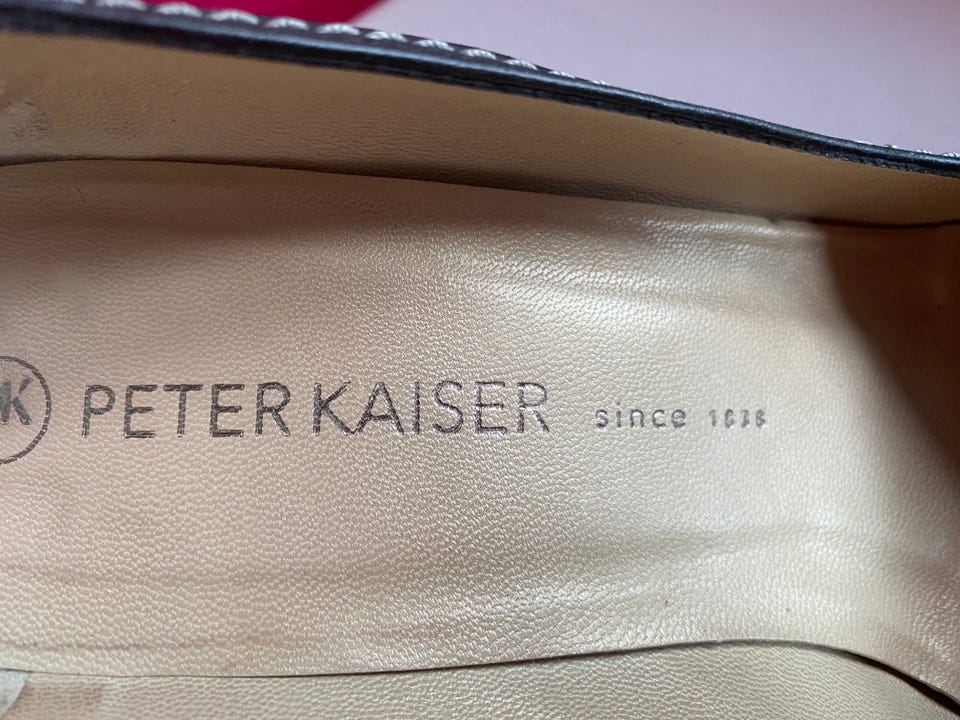 K PETER KAISER since 1838